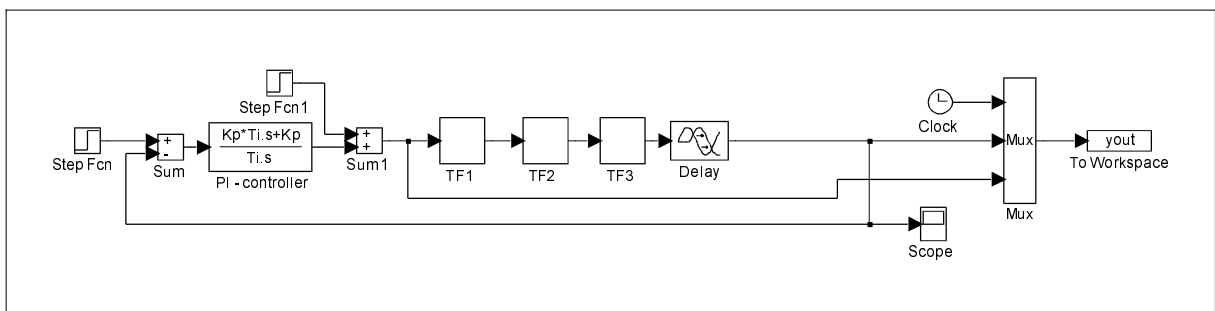 Step Fcn
+
-
Sum
Kp*Ti.s+Kp
Ti.s
PI - controller
Step Fcn1
+
+
Sum1
TF1
TF2
TF3
Delay
Clock
Mux
Mux
yout
To Workspace
Scope